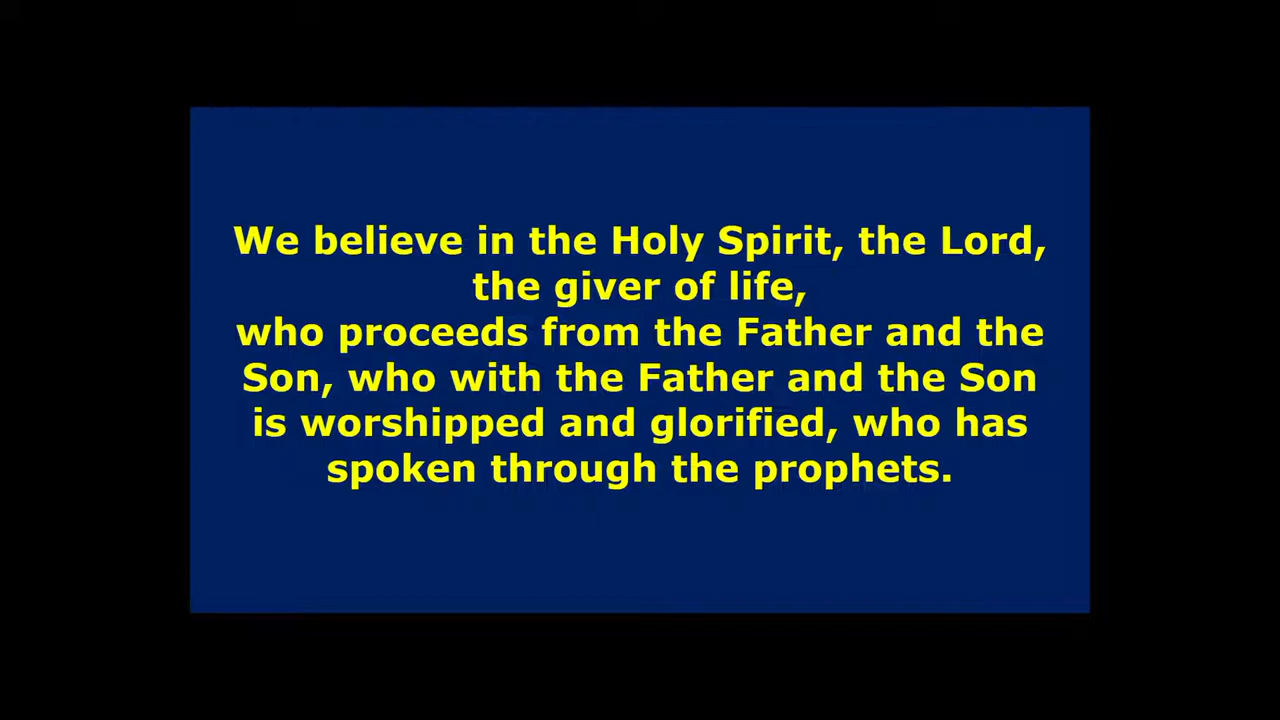 We believe in the Holy Spirit, the Lord,
the giver of life,
who proceeds from the Father and the
Son, who with the Father and the Son
is worshipped and glorified, who has
spoken through the prophets.